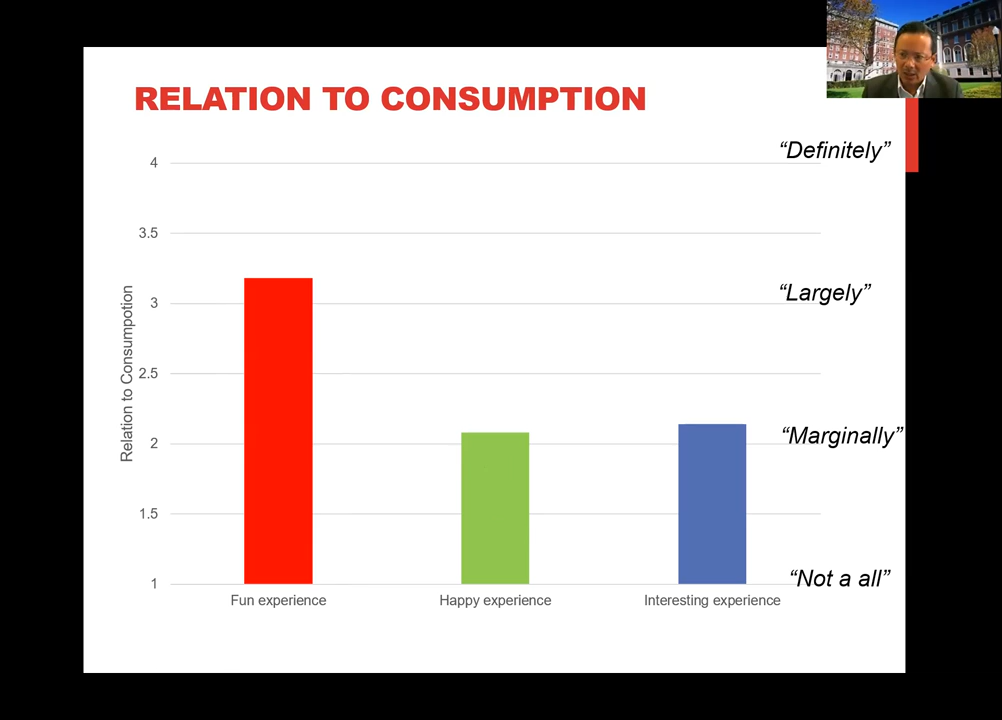 RELATION TO CONSUMPTION
“Definitely”
4
3.5
“Largely”
3
2.5
“Marginally”
2
1.5
“Not a all”
1
Relation to Consumpotion
Fun experience
Happy experience
Interesting experience